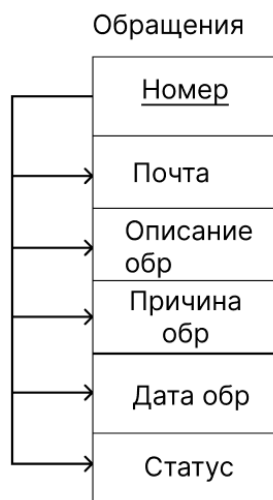 Обращения
Номер
Почта
Описание
обр
Причина
обр
Дата обр
Статус